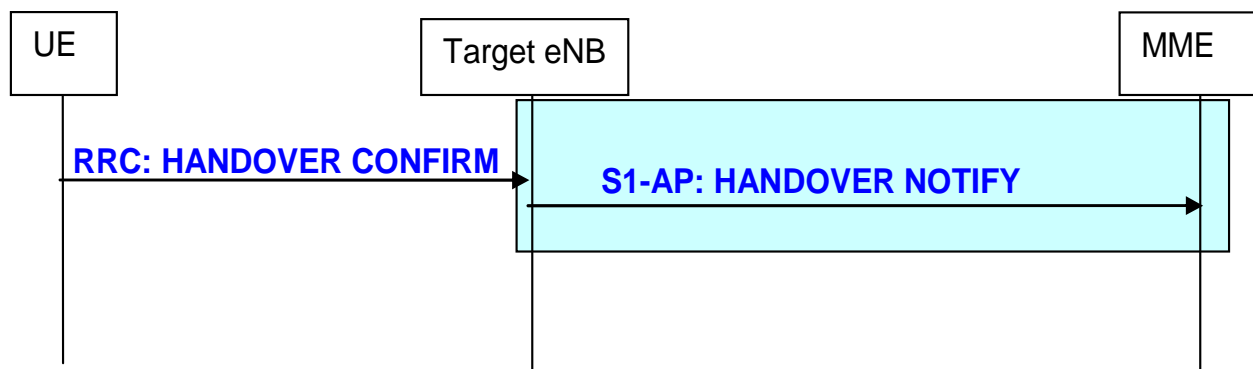 UE
Target eNB
MME
RRC: HANDOVER CONFIRM
S1-AP: HANDOVER NOTIFY